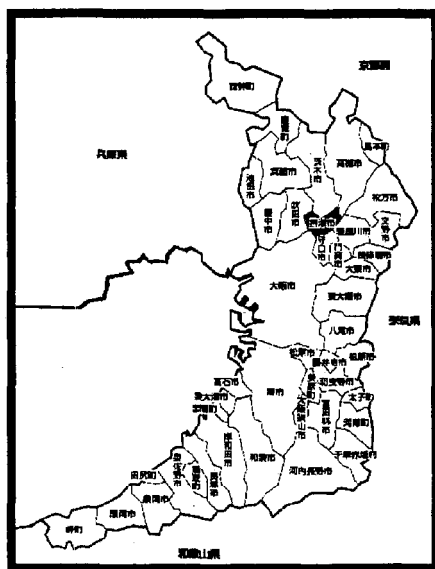 京都府
能勢町
豊能町
兵庫県
島本町
茨木市
高槻市
池田市
箕面市
枚方市
豊中市
吹田市
交野市
摂津市
寝屋川市
守口市
門真市
四條畷市
大東市
大阪市
東大阪市
奈良県
八尾市
松原市
柏原市
藤井寺市
高石市
羽曳野市
堺市
泉大津市
太子町
忠岡町
大阪狭山市
富田林市
河南町
岸和田市
和泉市
千早赤阪村
田尻町
泉佐野市
河内長野市
貝塚市
泉南市
阪南市
岬町
和歌山県